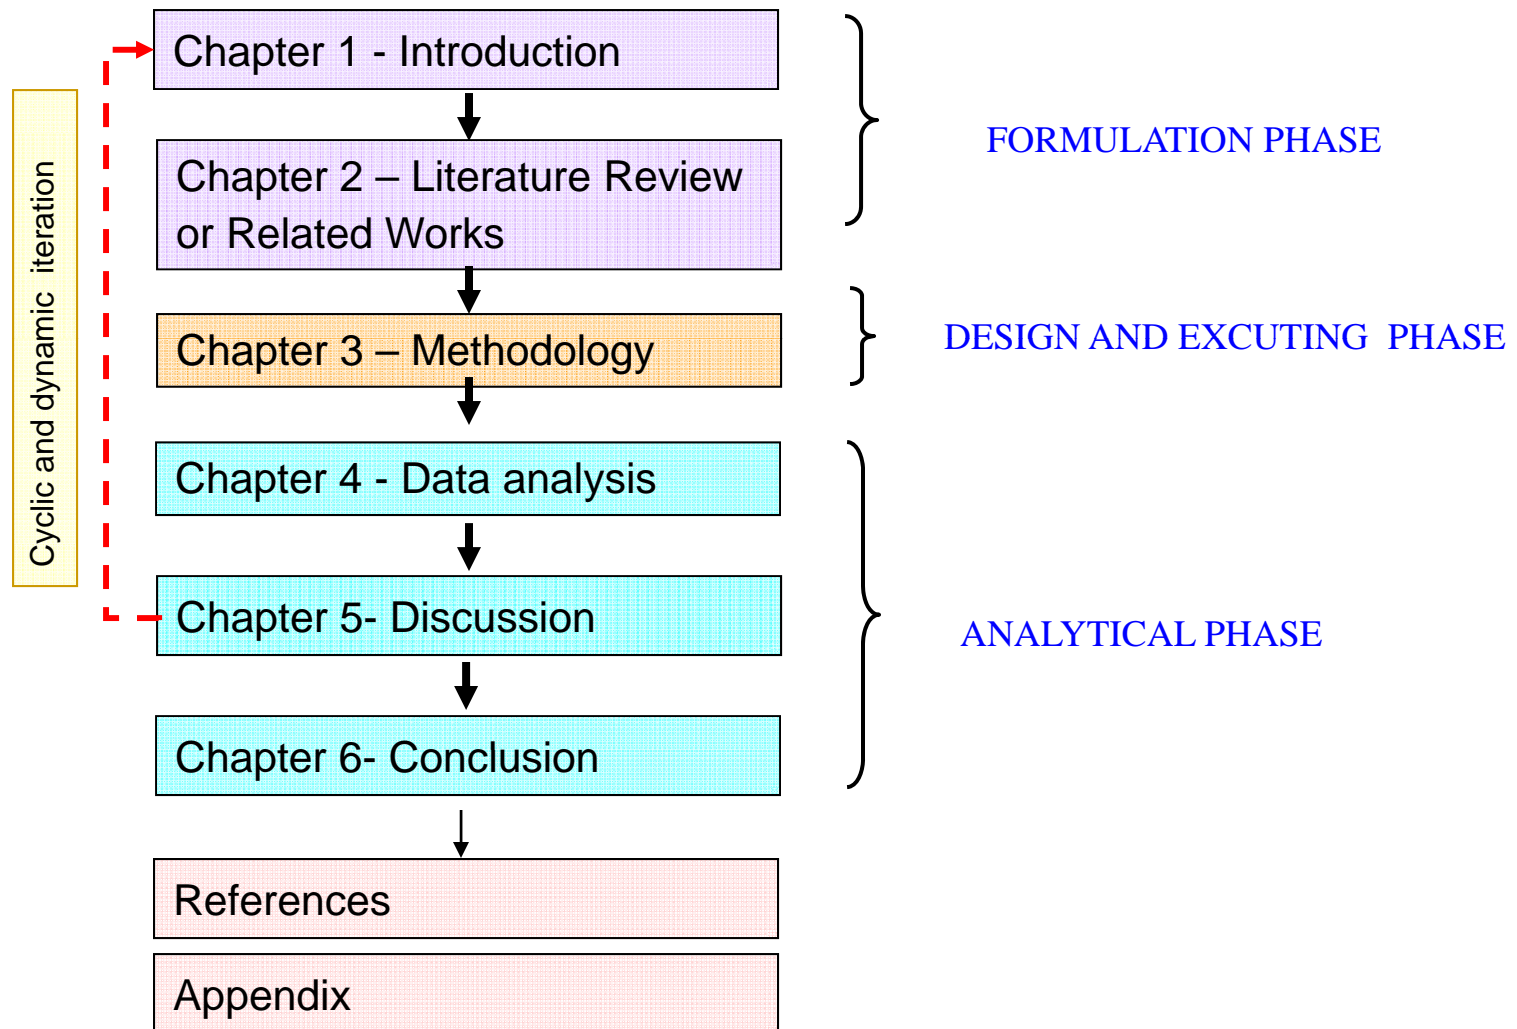 Chapter 1 - Introduction
FORMULATION PHASE
Chapter 2 – Literature Review
or Related Works
Cyclic and dynamic  iteration
Chapter 3 – Methodology
DESIGN AND EXCUTING  PHASE
Chapter 4 - Data analysis
Chapter 5- Discussion
ANALYTICAL PHASE
Chapter 6- Conclusion
References
Appendix